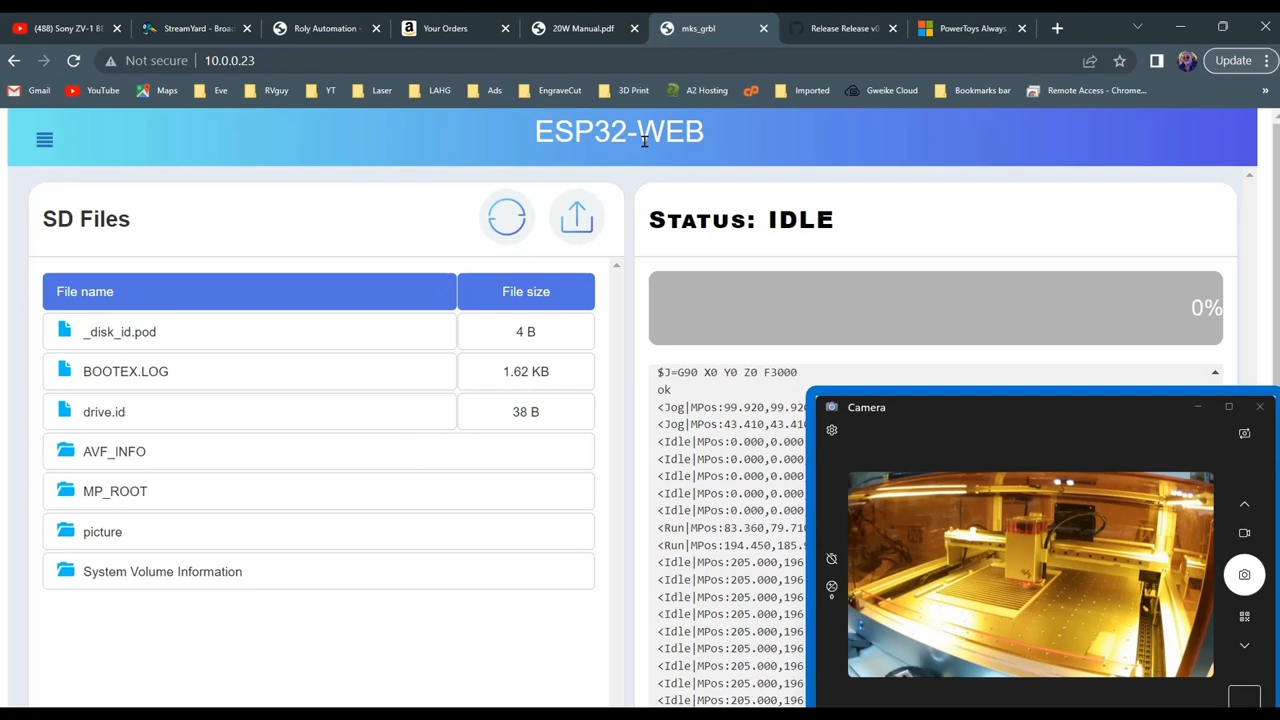 (488) Sony ZV-1 BE
StreamYard - Broad
Roly Automation -
Your Orders
20W Manual.pdf
mks_grbl
Release Release v0
PowerToys Always
Not secure
10.0.0.23
Update
Gmail
YouTube
Maps
Eve
RVguy
YT
Laser
LAHG
Ads
EngraveCut
3D Print
A2 Hosting
Imported
Gweike Cloud
Bookmarks bar
Remote Access - Chrome...
ESP32-WEB
SD Files
File name File size
_disk_id.pod 4 B
BOOTEX.LOG 1.62 KB
drive.id 38 B
AVF_INFO
MP_ROOT
picture
System Volume Information
Status: IDLE
0%
$J=G90 X0 Y0 Z0 F3000
ok
<Jog|MPos:99.920,99.920
<Jog|MPos:43.410,43.410
<Idle|MPos:0.000,0.000
<Idle|MPos:0.000,0.000
<Idle|MPos:0.000,0.000
<Idle|MPos:0.000,0.000
<Idle|MPos:0.000,0.000
<Run|MPos:83.360,79.710
<Run|MPos:194.450,185.9
<Idle|MPos:205.000,196
<Idle|MPos:205.000,196
<Idle|MPos:205.000,196
<Idle|MPos:205.000,196
<Idle|MPos:205.000,196
<Idle|MPos:205.000,196
<Idle|MPos:205.000,196
<Idle|MPos:205.000,196
<Idle|MPos:205.000,196
Camera
0